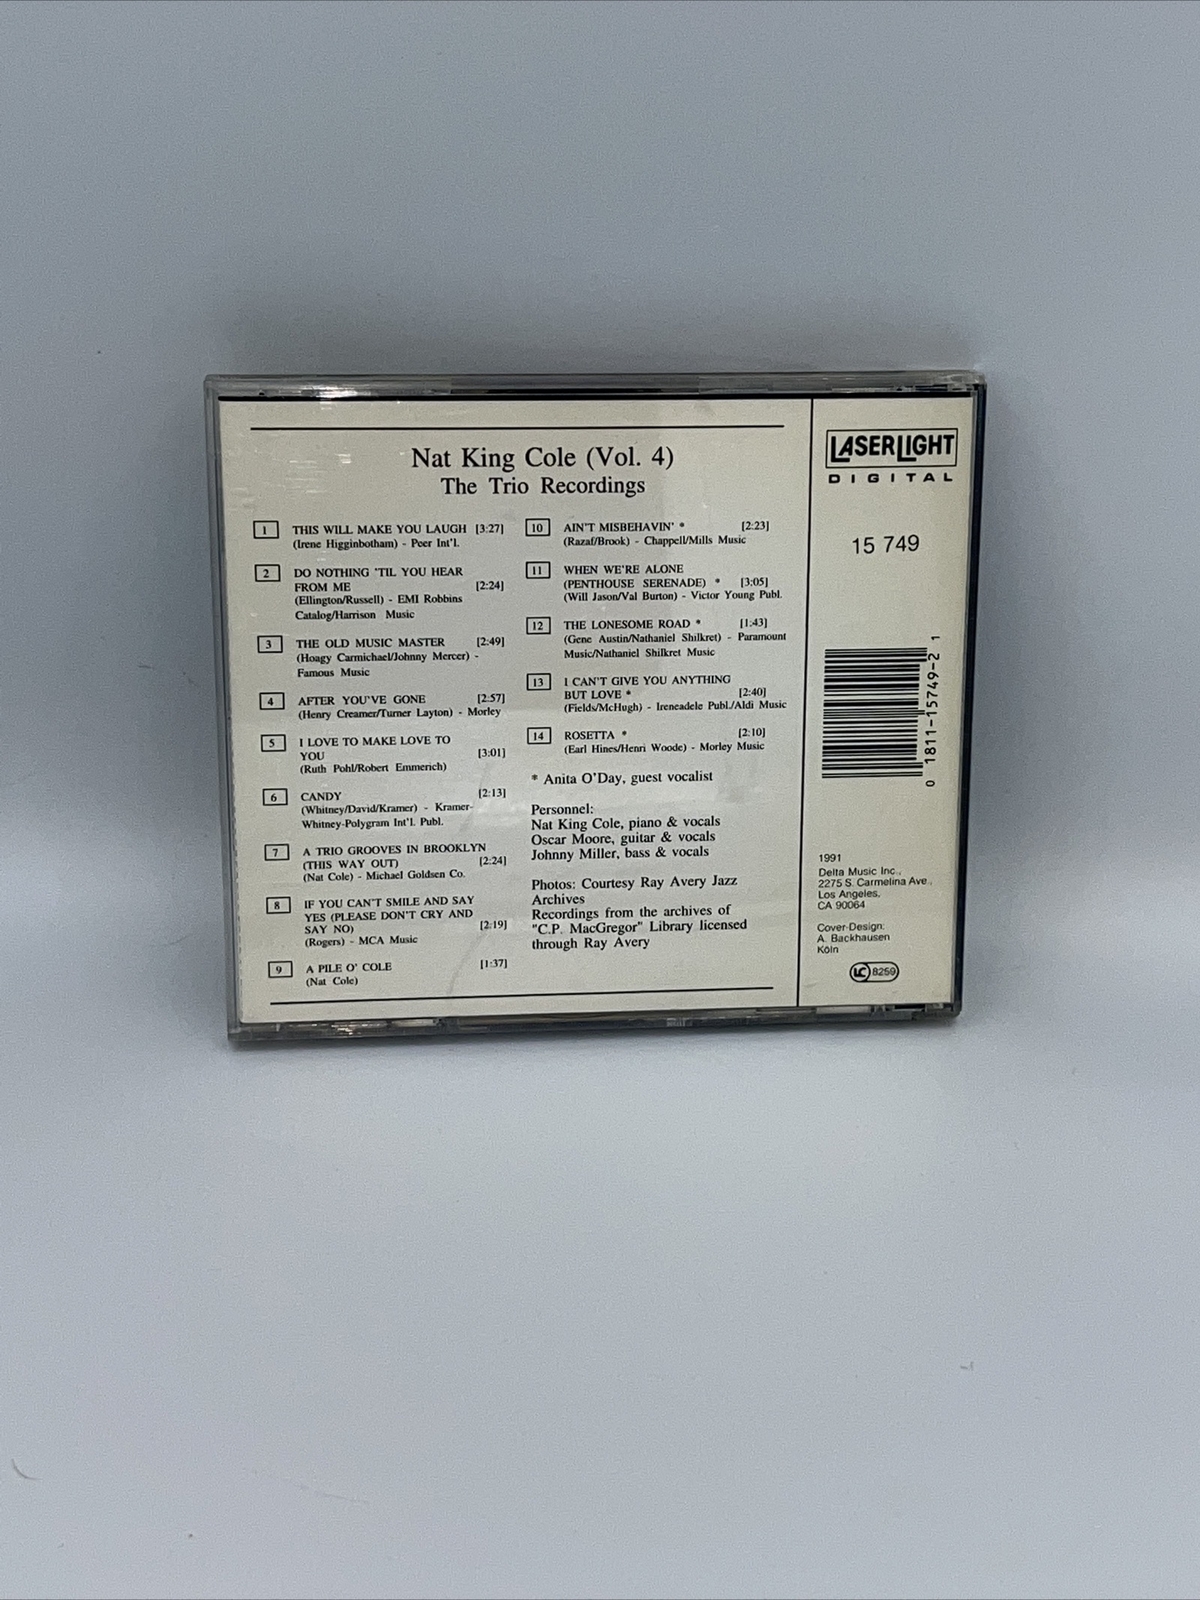 Nat King Cole (Vol. 4)
The Trio Recordings
1 THIS WILL MAKE YOU LAUGH [3:27]
(Irene Higginbotham) - Peer Int'l.
2 DO NOTHING 'TIL YOU HEAR
FROM ME [2:24]
(Ellington/Russell) - EMI Robbins
Catalog/Harrison Music
3 THE OLD MUSIC MASTER [2:49]
(Hoagy Carmichael/Johnny Mercer) -
Famous Music
4 AFTER YOU'VE GONE [2:57]
(Henry Creamer/Turner Layton) - Morley
5 I LOVE TO MAKE LOVE TO
YOU [3:01]
(Ruth Pohl/Robert Emmerich)
6 CANDY [2:13]
(Whitney/David/Kramer) - Kramer-
Whitney-Polygram Int'l. Publ.
7 A TRIO GROOVES IN BROOKLYN
(THIS WAY OUT) [2:24]
(Nat Cole) - Michael Goldsen Co.
8 IF YOU CAN'T SMILE AND SAY
YES (PLEASE DON'T CRY AND
SAY NO) [2:19]
(Rogers) - MCA Music
9 A PILE O' COLE [1:37]
(Nat Cole)
10 AIN'T MISBEHAVIN' * [2:23]
(Razaf/Brook) - Chappell/Mills Music
11 WHEN WE'RE ALONE
(PENTHOUSE SERENADE) * [3:05]
(Will Jason/Val Burton) - Victor Young Publ.
12 THE LONESOME ROAD * [1:43]
(Gene Austin/Nathaniel Shilkret) - Paramount
Music/Nathaniel Shilkret Music
13 I CAN'T GIVE YOU ANYTHING
BUT LOVE * [2:40]
(Fields/McHugh) - Ireneadele Publ./Aldi Music
14 ROSETTA * [2:10]
(Earl Hines/Henri Woode) - Morley Music
* Anita O'Day, guest vocalist
Personnel:
Nat King Cole, piano & vocals
Oscar Moore, guitar & vocals
Johnny Miller, bass & vocals
Photos: Courtesy Ray Avery Jazz
Archives
Recordings from the archives of
"C.P. MacGregor" Library licensed
through Ray Avery
LASERLIGHT
DIGITAL
15 749
0 1811-15749-2 1
1991
Delta Music Inc.,
2275 S. Carmelina Ave.,
Los Angeles,
CA 90064
Cover-Design:
A. Backhausen
Köln
LC 8259